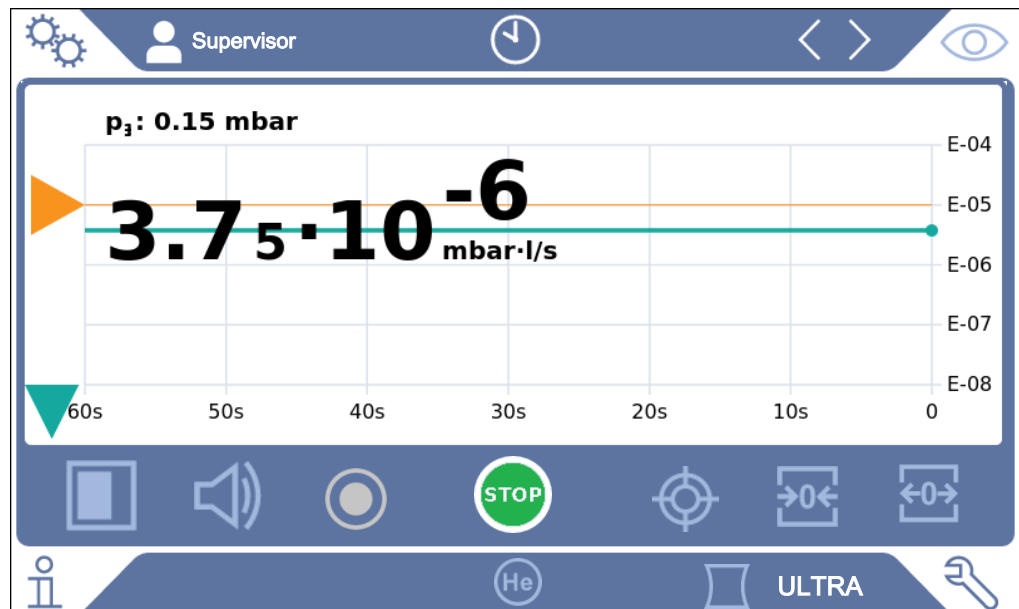 Supervisor
p₃: 0.15 mbar
E-04
3.75·10-6
mbar·l/s
E-05
E-06
E-07
E-08
60s 50s 40s 30s 20s 10s 0
STOP
→0←
←0→
He
ULTRA